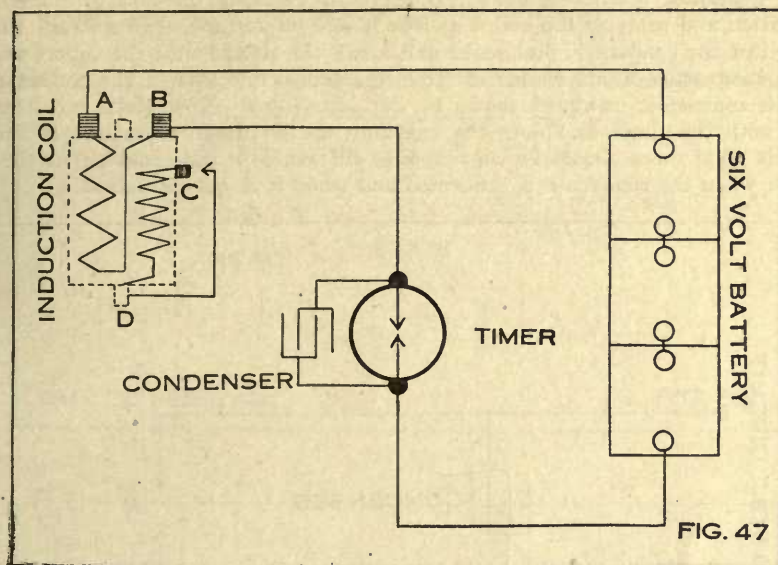 A
B
C
D
INDUCTION COIL
SIX VOLT BATTERY
TIMER
CONDENSER
FIG. 47